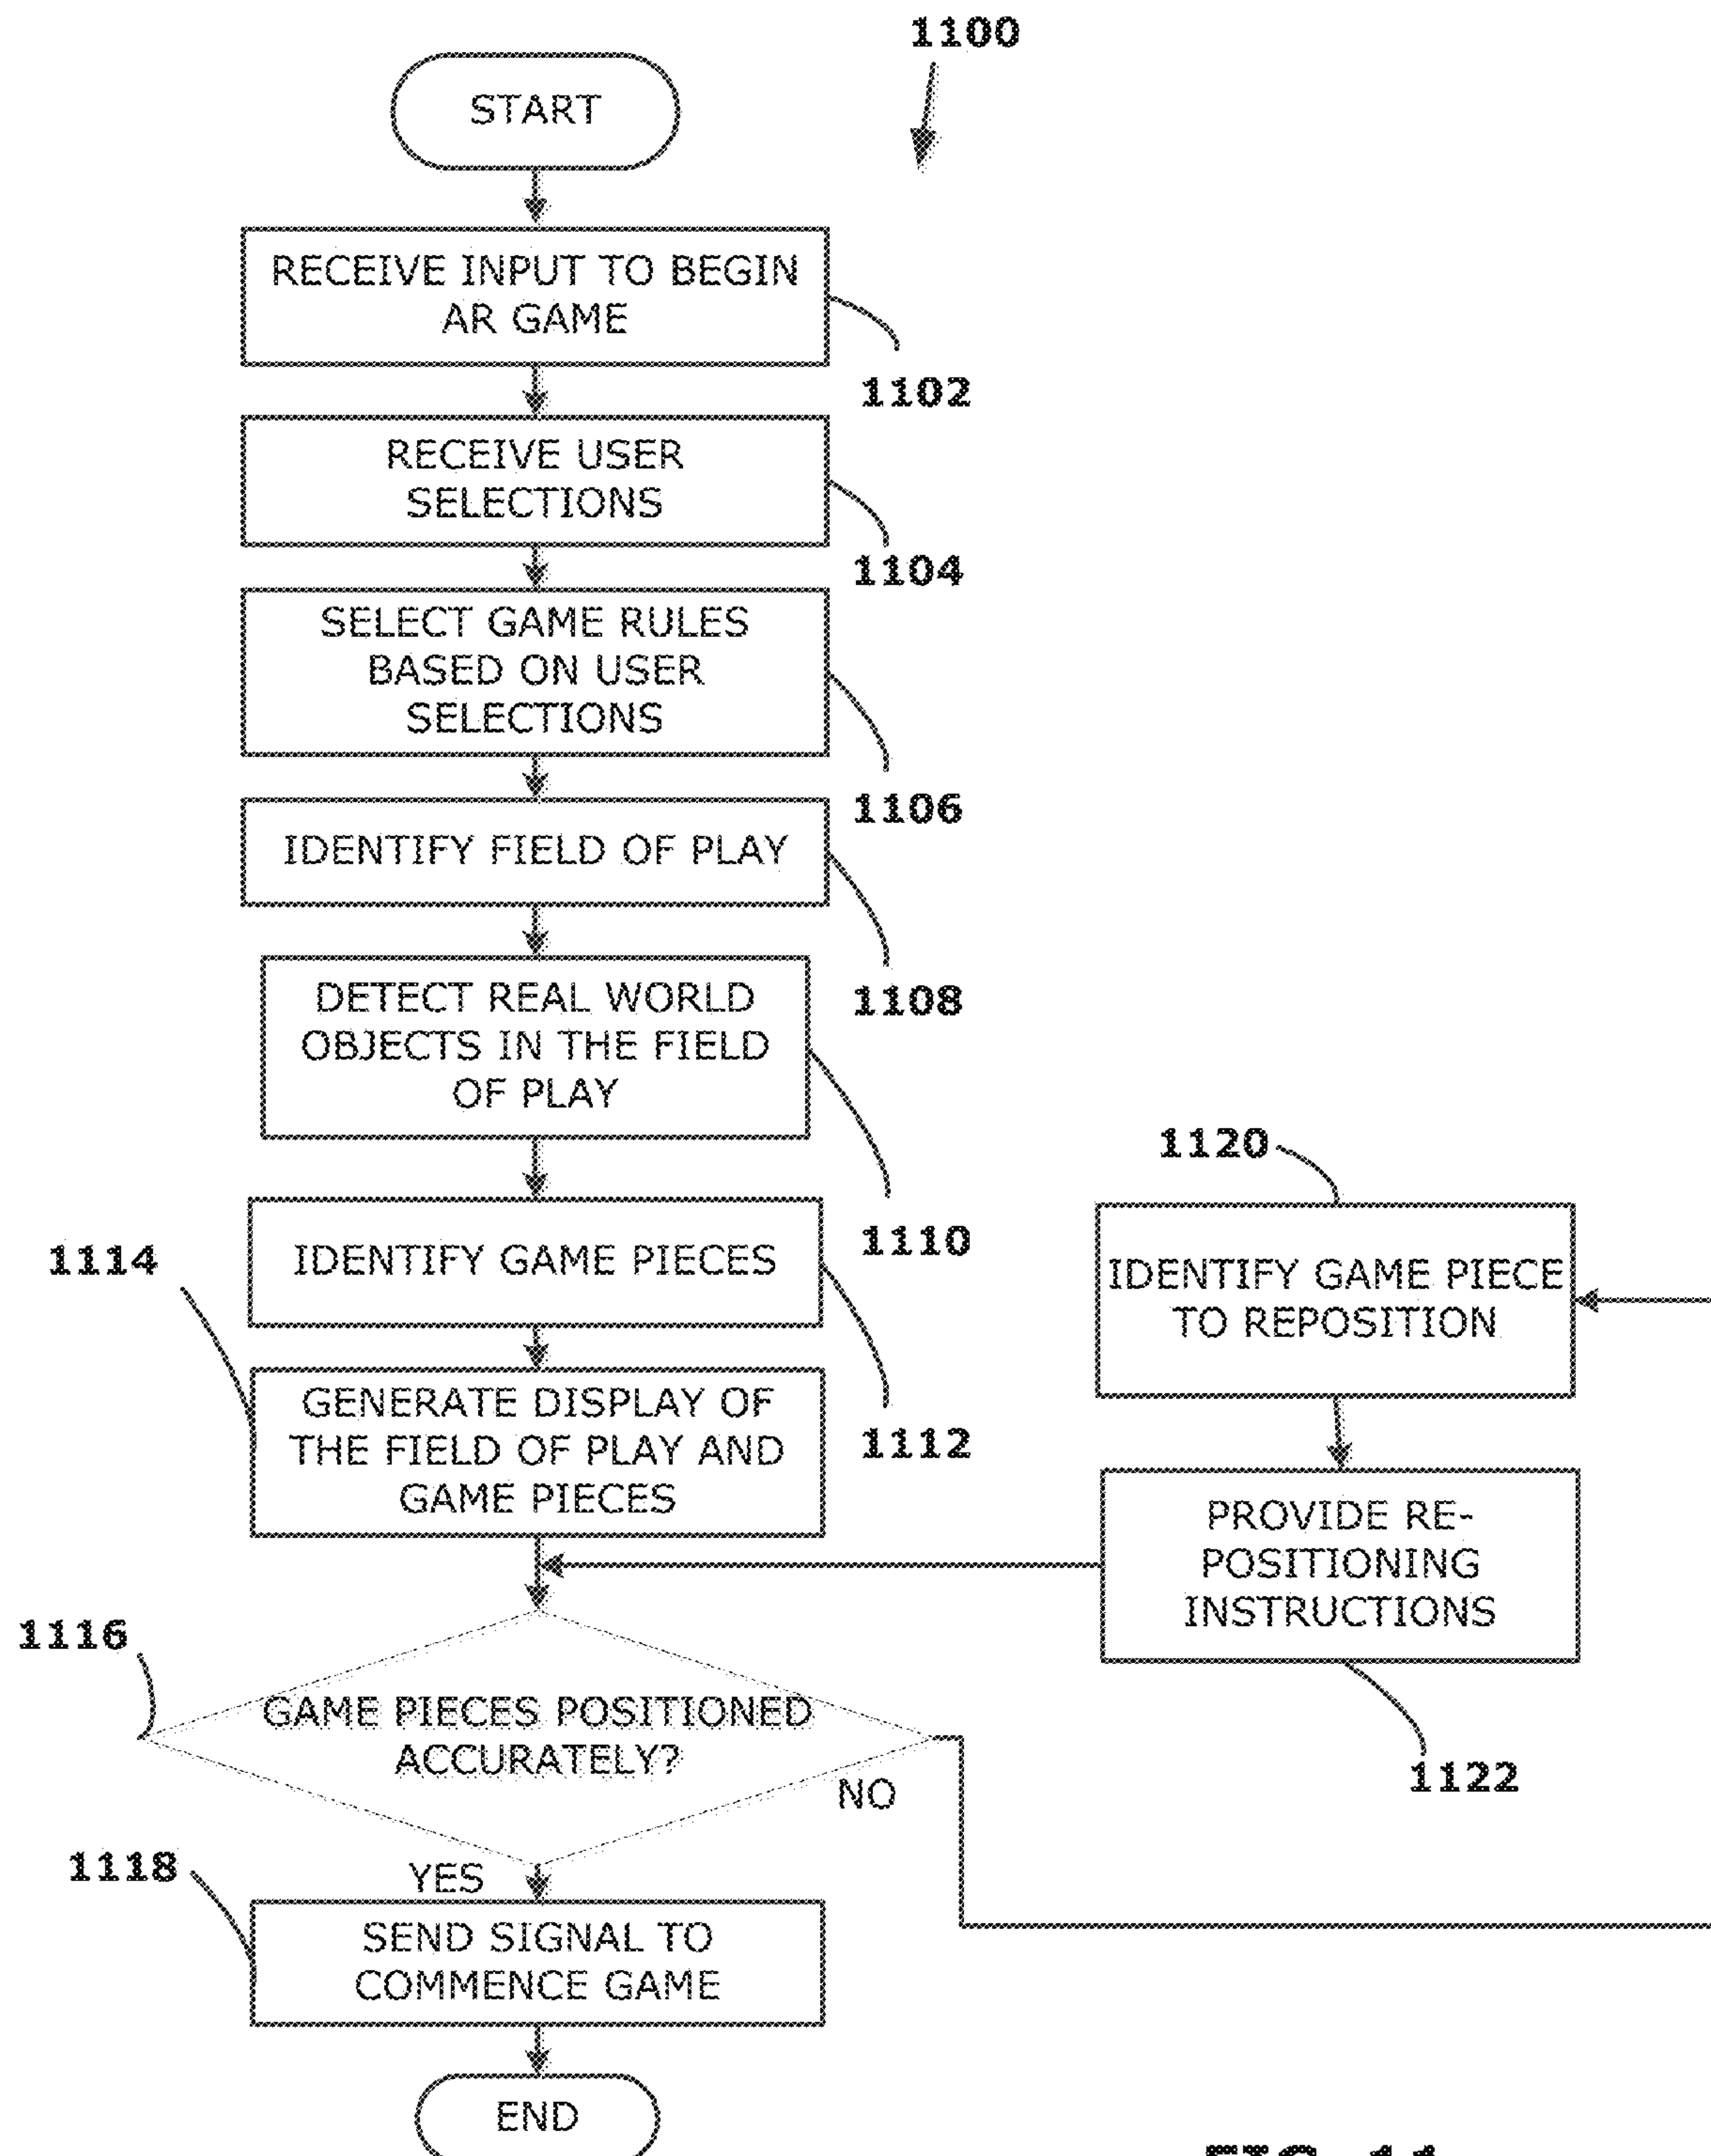 1100
START
RECEIVE INPUT TO BEGIN
AR GAME
1102
RECEIVE USER
SELECTIONS
1104
SELECT GAME RULES
BASED ON USER
SELECTIONS
1106
IDENTIFY FIELD OF PLAY
1108
DETECT REAL WORLD
OBJECTS IN THE FIELD
OF PLAY
1110
IDENTIFY GAME PIECES
1112
1114
GENERATE DISPLAY OF
THE FIELD OF PLAY AND
GAME PIECES
1120
IDENTIFY GAME PIECE
TO REPOSITION
PROVIDE RE-
POSITIONING
INSTRUCTIONS
1122
1116
GAME PIECES POSITIONED
ACCURATELY?
NO
YES
1118
SEND SIGNAL TO
COMMENCE GAME
END
FIG. 11